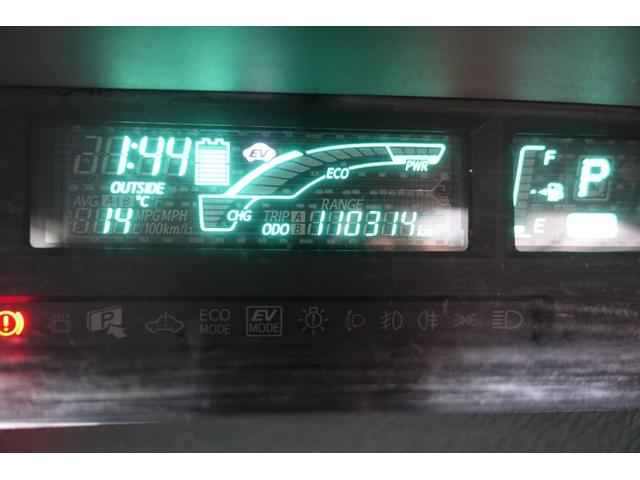 1:44
EV
ECO
PWR
OUTSIDE
°C
AVG A B F
14 MPG MPH
L/100km/h
CHG
TRIP A
RANGE
ODO B 110314 km
F
E
P
ECO MODE
EV MODE